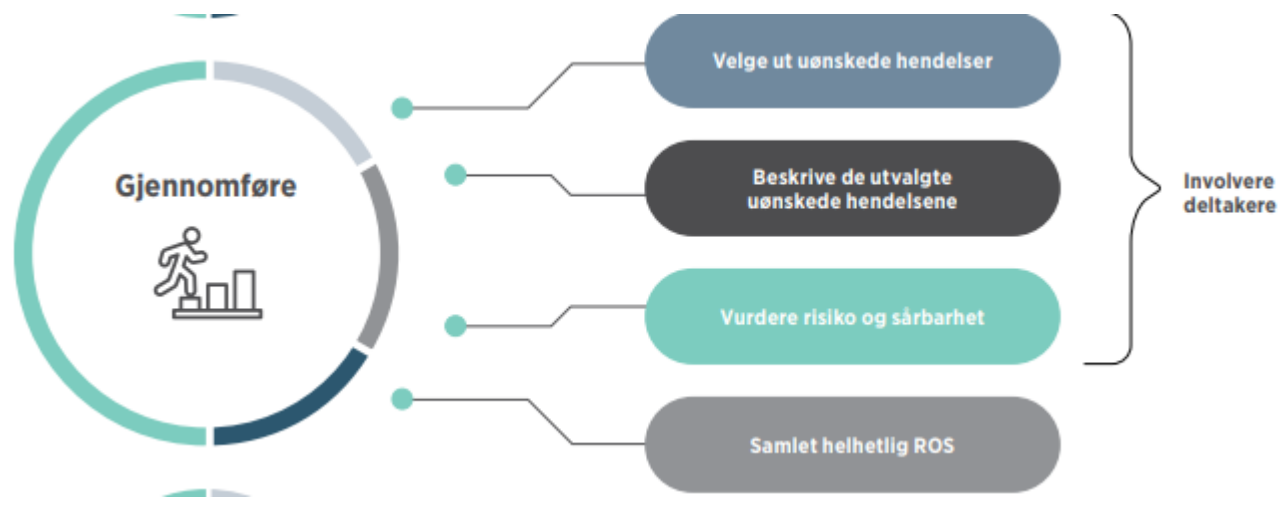 Gjennomføre
Velge ut uønskede hendelser
Beskrive de utvalgte
uønskede hendelsene
Vurdere risiko og sårbarhet
Samlet helhetlig ROS
Involvere
deltakere